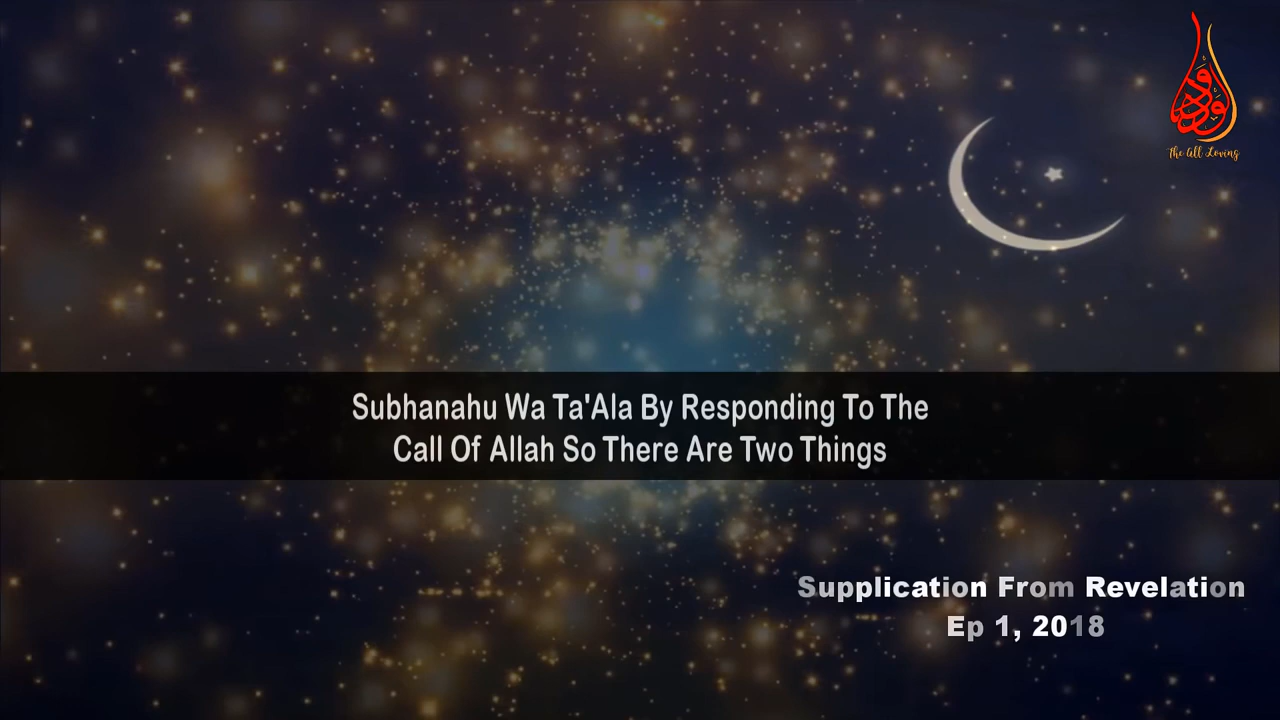 الودود
The All Loving
Subhanahu Wa Ta'Ala By Responding To The
Call Of Allah So There Are Two Things
Supplication From Revelation
Ep 1, 2018